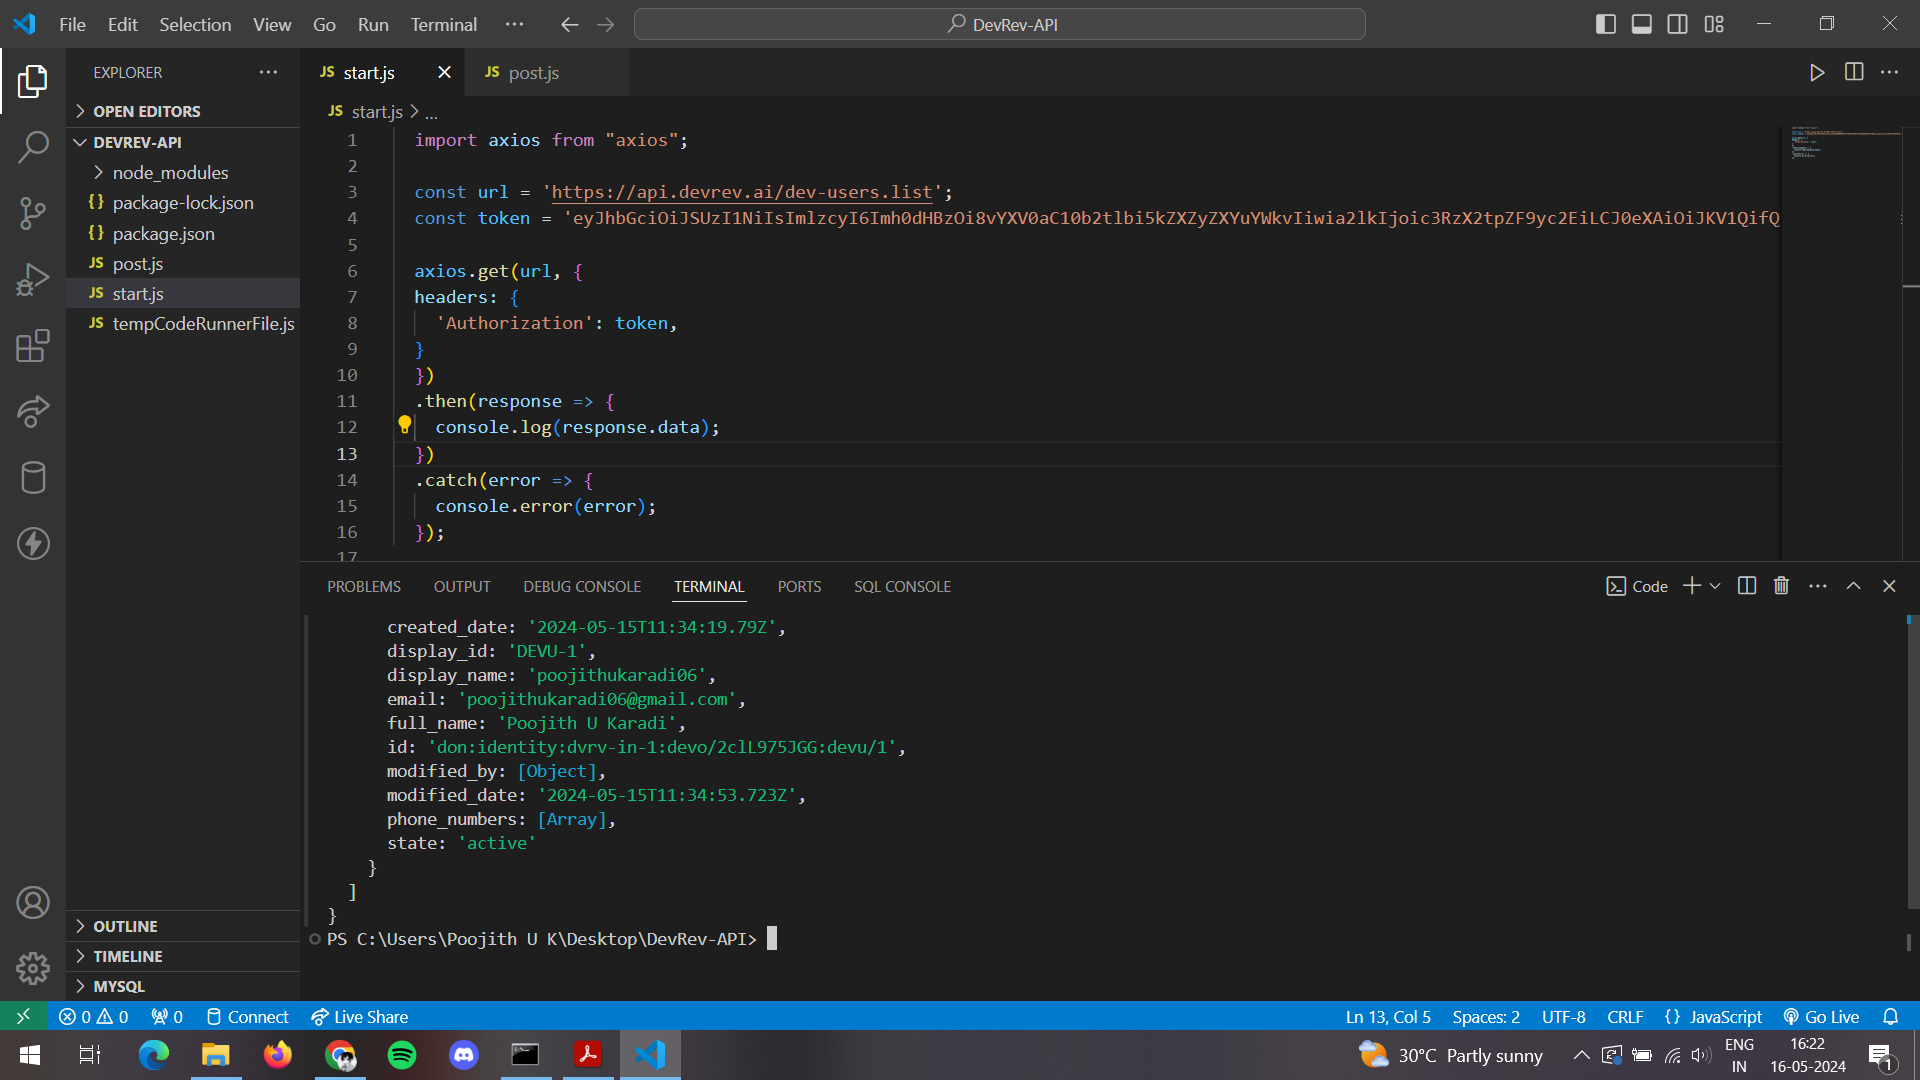 File Edit Selection View Go Run Terminal ···
DevRev-API
EXPLORER ···
OPEN EDITORS
DEVREV-API
node_modules
{} package-lock.json
{} package.json
JS post.js
JS start.js
JS tempCodeRunnerFile.js
OUTLINE
TIMELINE
MYSQL
JS start.js
JS post.js
JS start.js > ...
1 import axios from "axios";
2
3 const url = 'https://api.devrev.ai/dev-users.list';
4 const token = 'eyJhbGciOiJSUzI1NiIsImlzcyI6Imh0dHBzOi8vYXV0aC10b2tlbi5kZXZyZXYuYWkvIiwia2lkIjoic3RzX2tpZF9yc2EiLCJ0eXAiOiJKV1QifQ
5
6 axios.get(url, {
7 headers: {
8 'Authorization': token,
9 }
10 })
11 .then(response => {
12 console.log(response.data);
13 })
14 .catch(error => {
15 console.error(error);
16 });
17
PROBLEMS OUTPUT DEBUG CONSOLE TERMINAL PORTS SQL CONSOLE
Code
created_date: '2024-05-15T11:34:19.79Z',
display_id: 'DEVU-1',
display_name: 'poojithukaradi06',
email: 'poojithukaradi06@gmail.com',
full_name: 'Poojith U Karadi',
id: 'don:identity:dvrv-in-1:devo/2clL975JGG:devu/1',
modified_by: [Object],
modified_date: '2024-05-15T11:34:53.723Z',
phone_numbers: [Array],
state: 'active'
}
]
}
PS C:\Users\Poojith U K\Desktop\DevRev-API>
0 0 0 Connect Live Share
Ln 13, Col 5 Spaces: 2 UTF-8 CRLF {} JavaScript Go Live
30°C Partly sunny
ENG
IN
16:22
16-05-2024
1